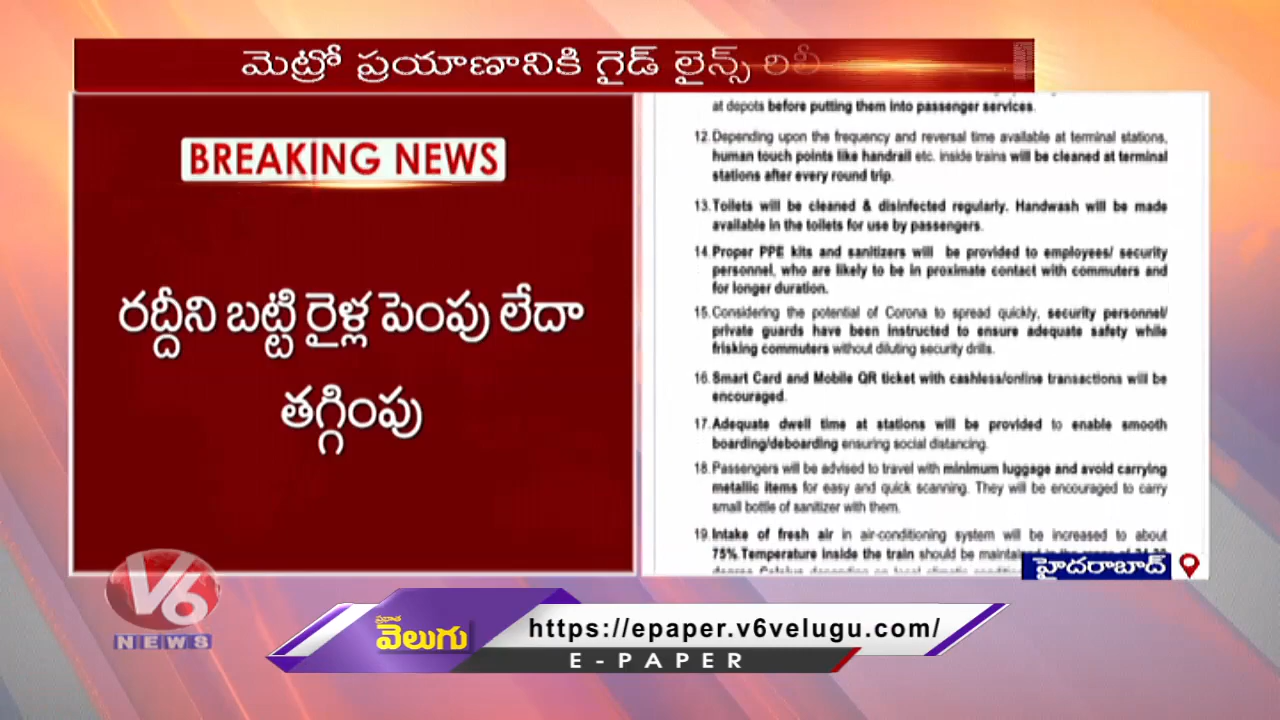 మెట్రో ప్రయాణానికి గైడ్ లైన్స్
BREAKING NEWS
రద్దీని బట్టి రైళ్ల పెంపు లేదా
తగ్గింపు
at depots before putting them into passenger services.
12. Depending upon the frequency and reversal time available at terminal stations,
human touch points like handrail etc. inside trains will be cleaned at terminal
stations after every round trip.
13. Toilets will be cleaned & disinfected regularly. Handwash will be made
available in the toilets for use by passengers.
14. Proper PPE kits and sanitizers will be provided to employees/ security
personnel, who are likely to be in proximate contact with commuters and
for longer duration.
15. Considering the potential of Corona to spread quickly, security personnel/
private guards have been instructed to ensure adequate safety while
frisking commuters without diluting security drills.
16. Smart Card and Mobile QR ticket with cashless/online transactions will be
encouraged.
17. Adequate dwell time at stations will be provided to enable smooth
boarding/deboarding ensuring social distancing.
18. Passengers will be advised to travel with minimum luggage and avoid carrying
metallic items for easy and quick scanning. They will be encouraged to carry
small bottle of sanitizer with them.
19. Intake of fresh air in air-conditioning system will be increased to about
75%. Temperature inside the train should be
హైదరాబాద్
V6
NEWS
ప్రభాత
వెలుగు
https://epaper.v6velugu.com/
E-PAPER